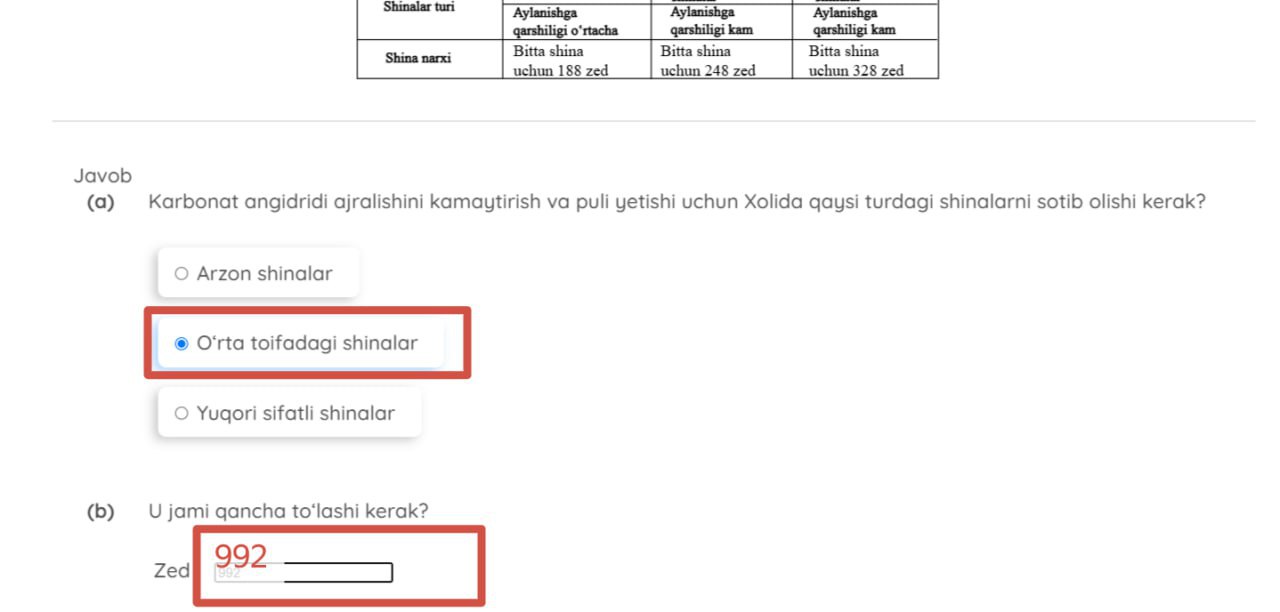 Shinalar turi
Aylanishga
qarshiligi o‘rtacha
Aylanishga
qarshiligi kam
Aylanishga
qarshiligi kam
Shina narxi
Bitta shina
uchun 188 zed
Bitta shina
uchun 248 zed
Bitta shina
uchun 328 zed
Javob
(a) Karbonat angidridi ajralishini kamaytirish va puli yetishi uchun Xolida qaysi turdagi shinalarni sotib olishi kerak?
Arzon shinalar
O‘rta toifadagi shinalar
Yuqori sifatli shinalar
(b) U jami qancha to‘lashi kerak?
992
Zed 992